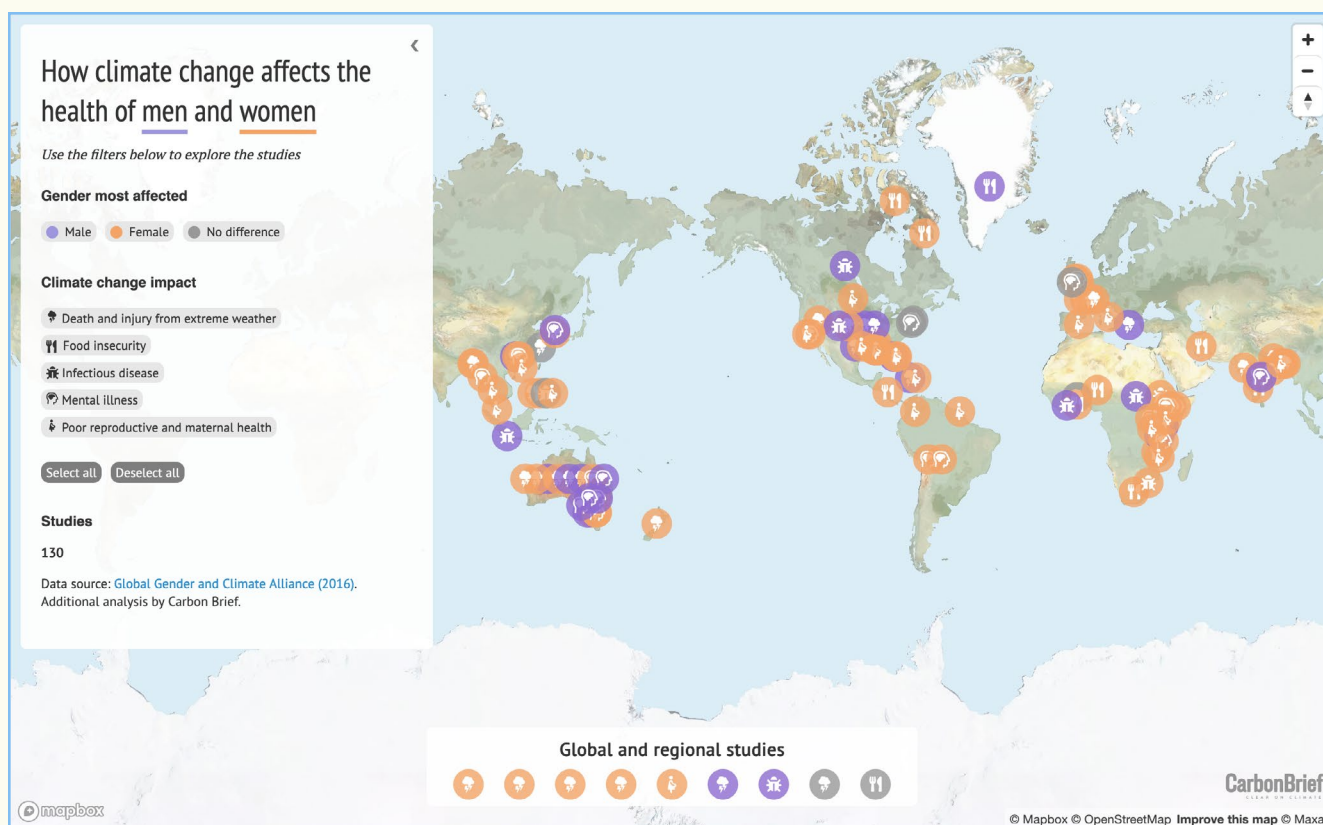 How climate change affects the
health of men and women
Use the filters below to explore the studies
Gender most affected
Male
Female
No difference
Climate change impact
Death and injury from extreme weather
Food insecurity
Infectious disease
Mental illness
Poor reproductive and maternal health
Select all
Deselect all
Studies
130
Data source: Global Gender and Climate Alliance (2016).
Additional analysis by Carbon Brief.
Global and regional studies
CarbonBrief
CLEAR ON CLIMATE
mapbox
© Mapbox © OpenStreetMap Improve this map © Maxa